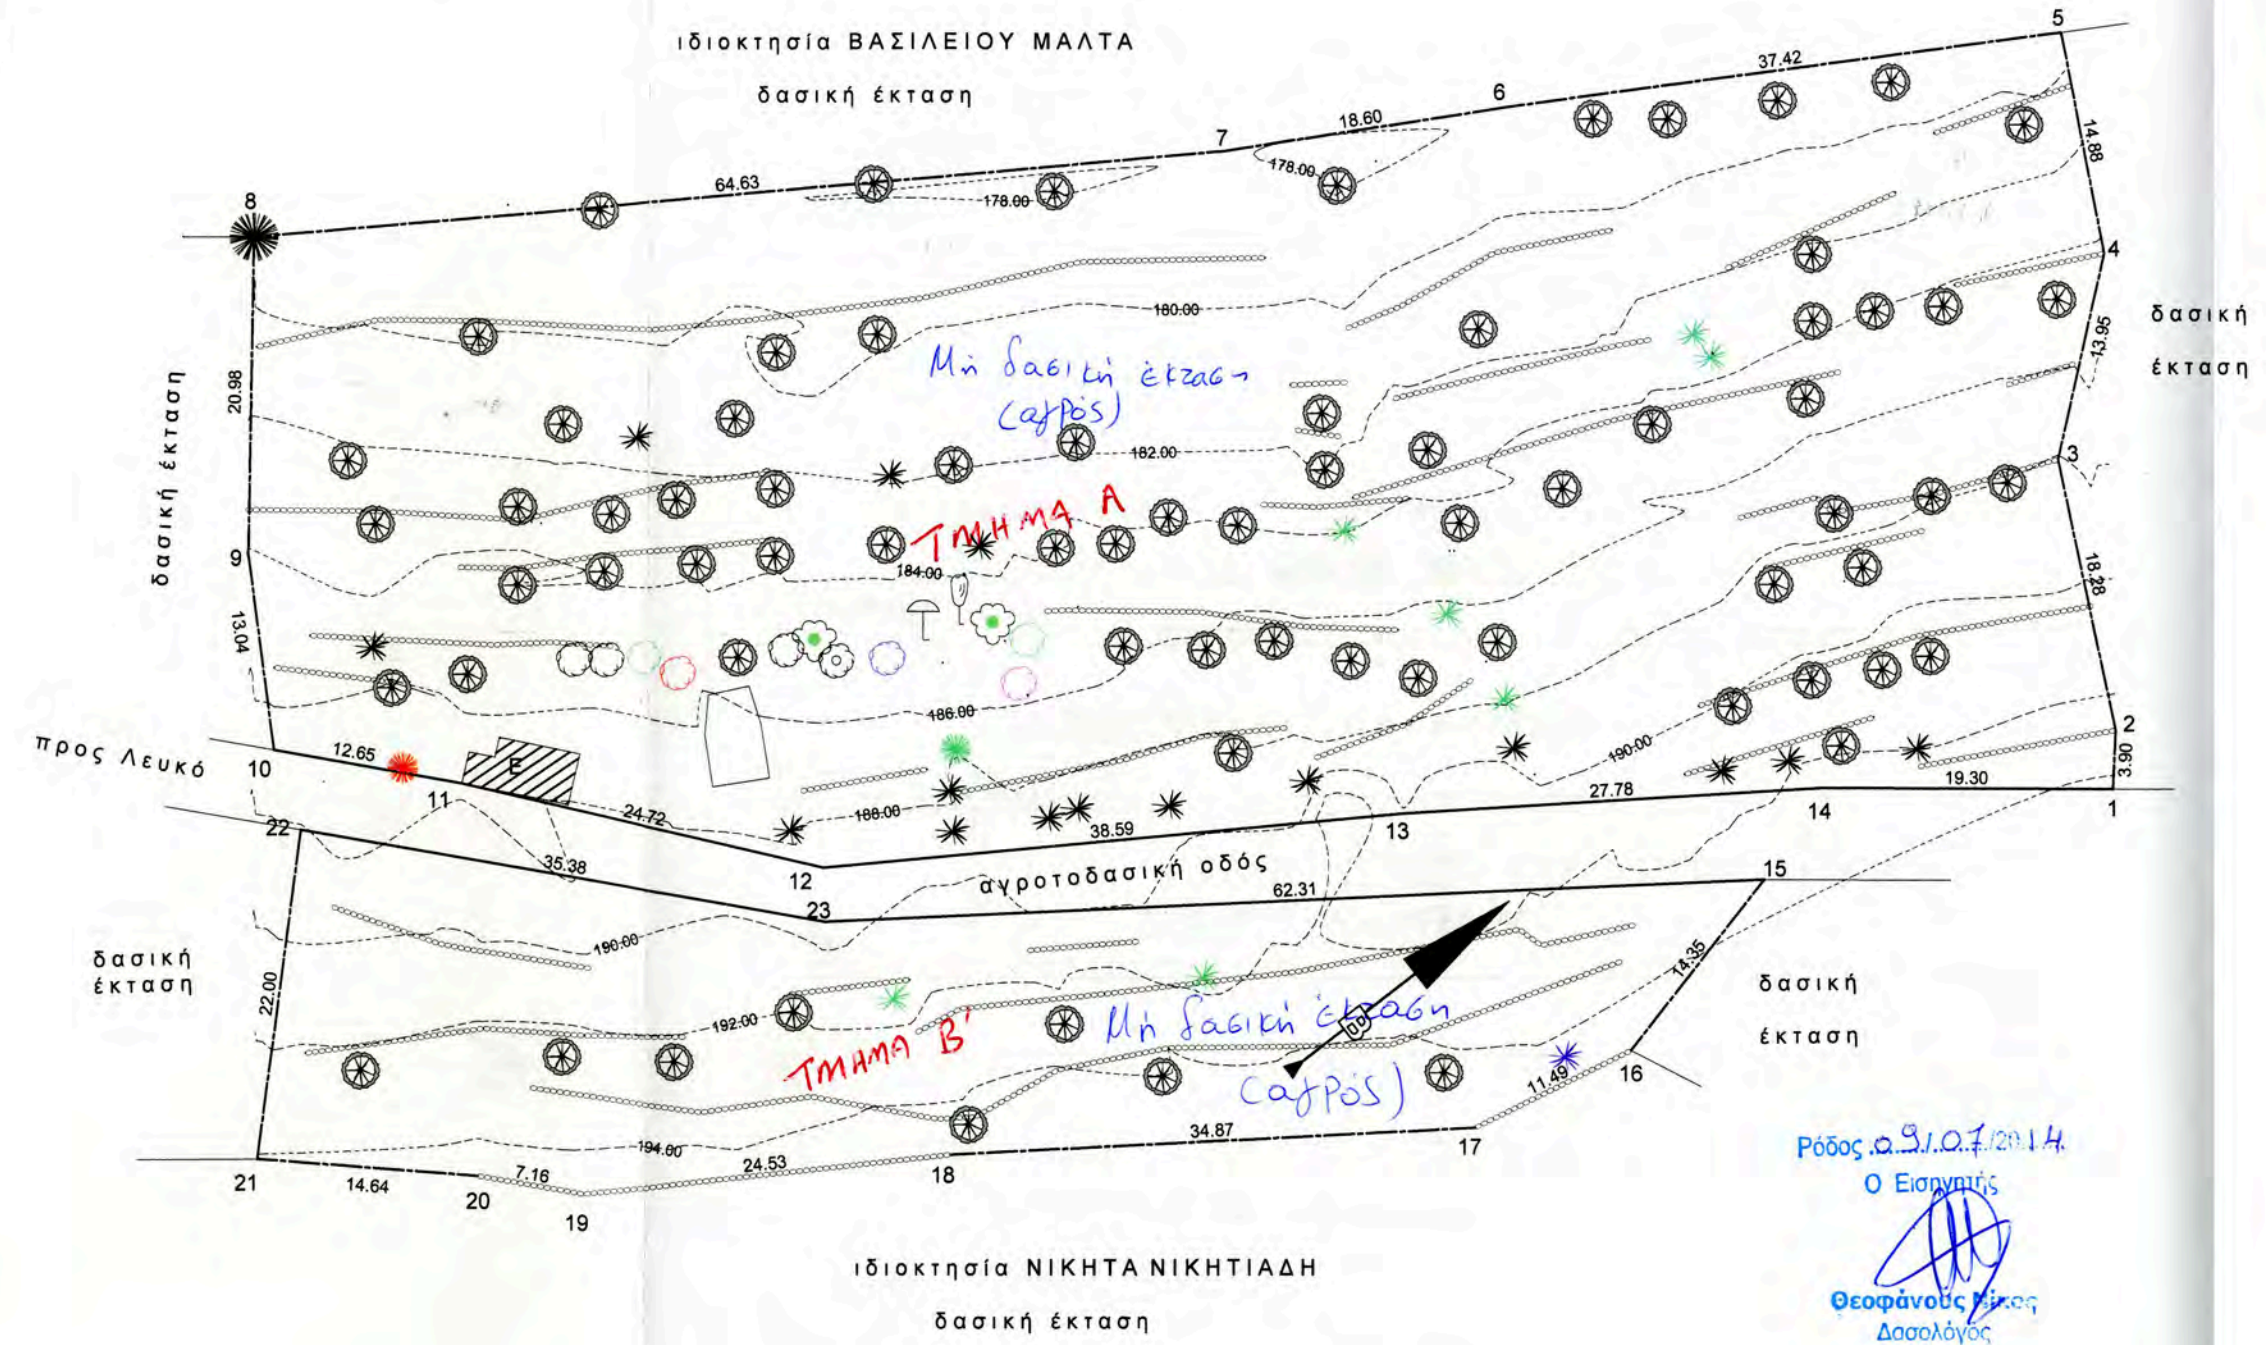 ιδιοκτησία ΒΑΣΙΛΕΙΟΥ ΜΑΛΤΑ
δασική έκταση
5
37.42
6
18.60
7
14.88
178.00
64.63
8
178.00
4
180.00
δασική
έκταση
13.95
Μη δασική έκταση
(αγρός)
20.98
δασική έκταση
182.00
3
ΤΜΗΜΑ Α
9
184.00
18.28
13.04
186.00
2
190.00
προς Λευκό
12.65
10
Ε
3.90
11
27.78
19.30
24.72
188.00
14
1
22
38.59
13
35.38
12
αγροτοδασική οδός
62.31
15
23
190.00
δασική
έκταση
14.35
22.00
δασική
έκταση
192.00
Μη δασική έκταση
ΤΜΗΜΑ Β'
(αγρός)
11.49
16
194.00
34.87
17
24.53
18
7.16
21
14.64
20
19
Ρόδος 09/07/2014
Ο Εισηγητής
Θεοφάνους Νίκος
Δασολόγος
ιδιοκτησία ΝΙΚΗΤΑ ΝΙΚΗΤΙΑΔΗ
δασική έκταση